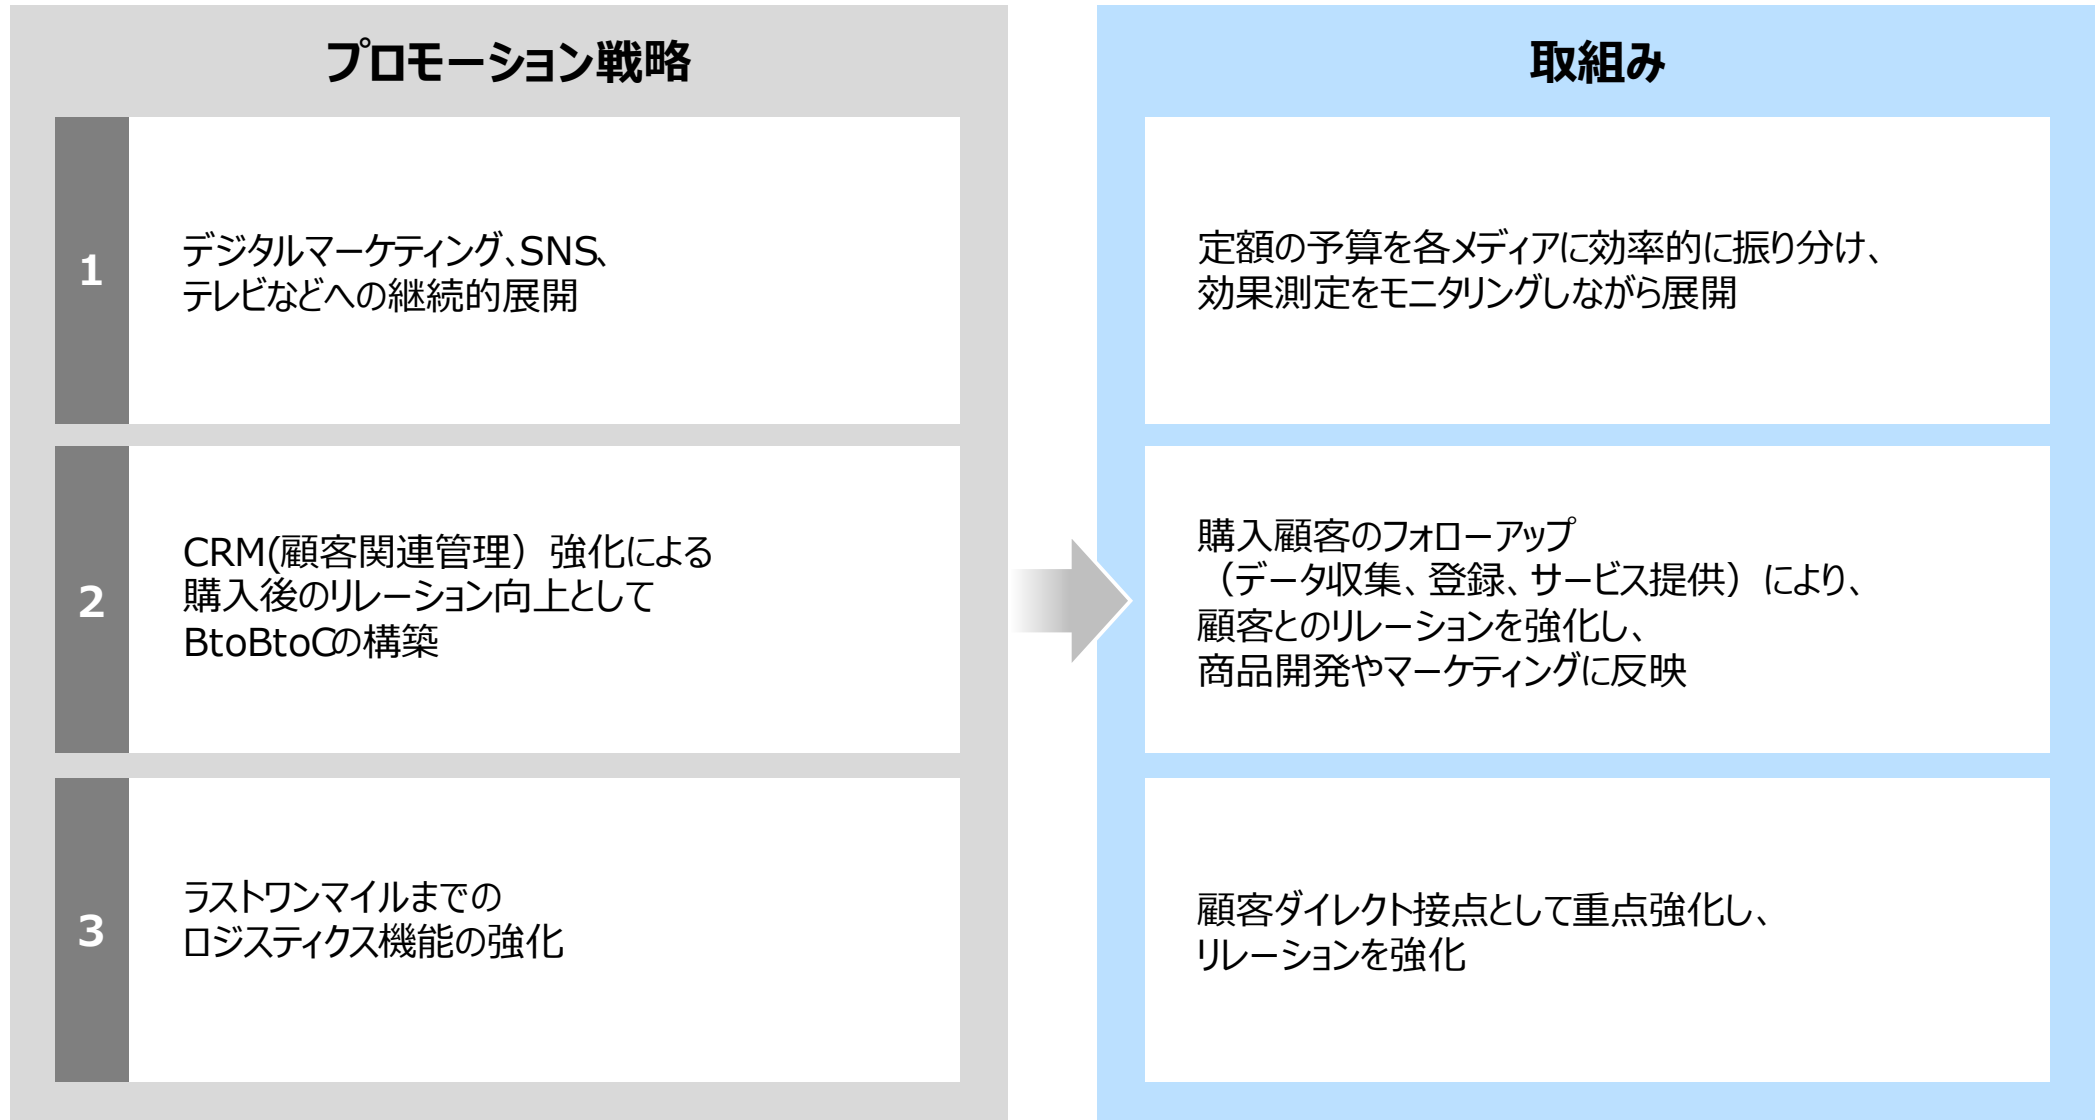 プロモーション戦略
取組み
1
デジタルマーケティング、SNS、
テレビなどへの継続的展開
定額の予算を各メディアに効率的に振り分け、
効果測定をモニタリングしながら展開
2
CRM(顧客関連管理）強化による
購入後のリレーション向上として
BtoBtoCの構築
購入顧客のフォローアップ
（データ収集、登録、サービス提供）により、
顧客とのリレーションを強化し、
商品開発やマーケティングに反映
3
ラストワンマイルまでの
ロジスティクス機能の強化
顧客ダイレクト接点として重点強化し、
リレーションを強化